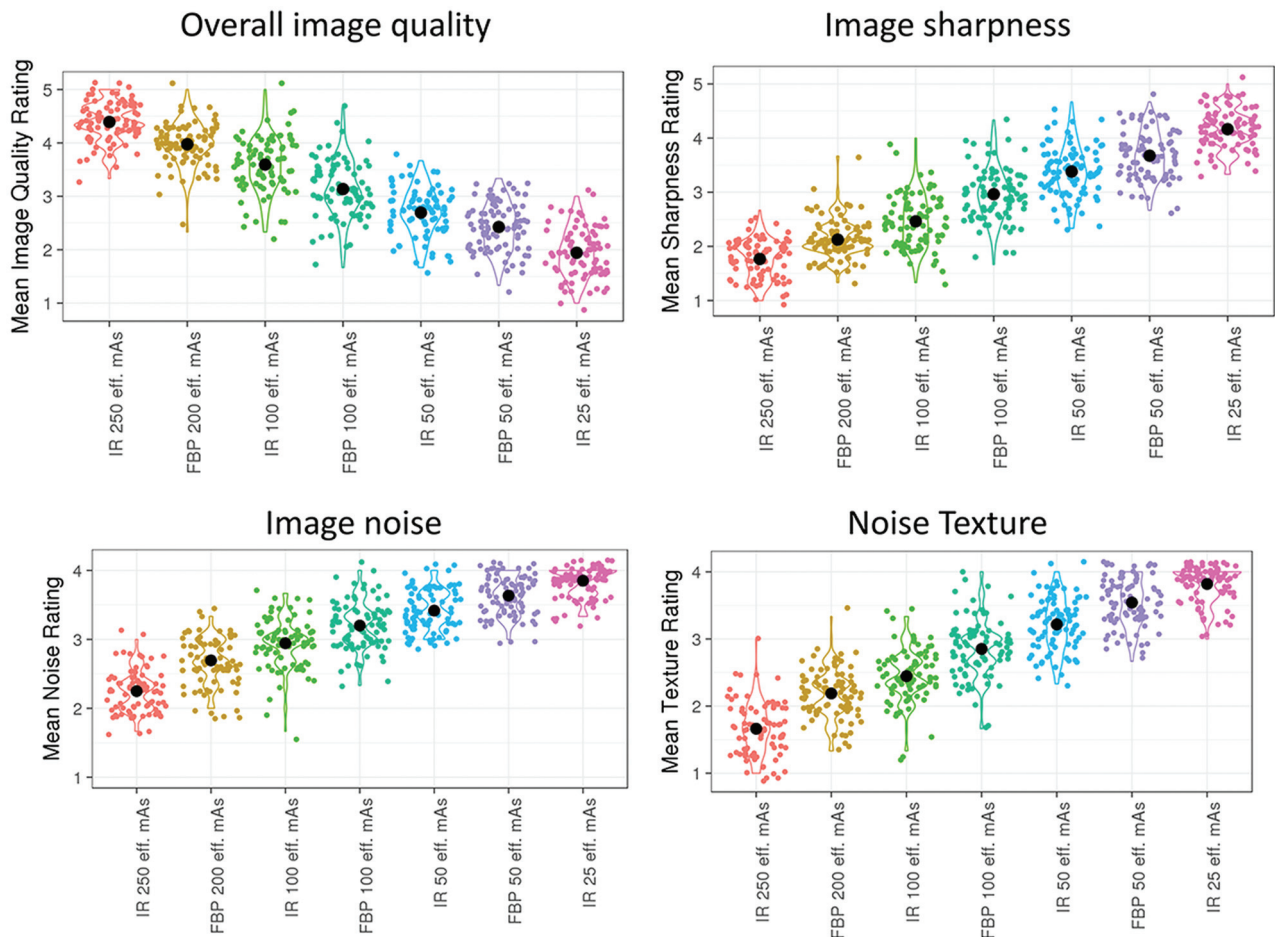 Overall image quality
Mean Image Quality Rating
5
4
3
2
1
IR 250 eff. mAs
FBP 200 eff. mAs
IR 100 eff. mAs
FBP 100 eff. mAs
IR 50 eff. mAs
FBP 50 eff. mAs
IR 25 eff. mAs
Image sharpness
Mean Sharpness Rating
5
4
3
2
1
IR 250 eff. mAs
FBP 200 eff. mAs
IR 100 eff. mAs
FBP 100 eff. mAs
IR 50 eff. mAs
FBP 50 eff. mAs
IR 25 eff. mAs
Image noise
Mean Noise Rating
4
3
2
1
IR 250 eff. mAs
FBP 200 eff. mAs
IR 100 eff. mAs
FBP 100 eff. mAs
IR 50 eff. mAs
FBP 50 eff. mAs
IR 25 eff. mAs
Noise Texture
Mean Texture Rating
4
3
2
1
IR 250 eff. mAs
FBP 200 eff. mAs
IR 100 eff. mAs
FBP 100 eff. mAs
IR 50 eff. mAs
FBP 50 eff. mAs
IR 25 eff. mAs